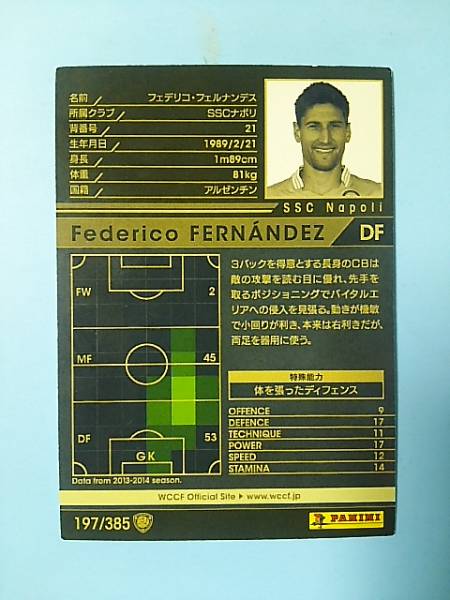 名前 フェデリコ・フェルナンデス
所属クラブ SSCナポリ
背番号 21
生年月日 1989/2/21
身長 1m89cm
体重 81kg
国籍 アルゼンチン
SSC Napoli
Federico FERNÁNDEZ DF
FW 2
MF 45
DF 53
GK
Data from 2013-2014 season.
3バックを得意とする長身のCBは
敵の攻撃を読む目に優れ、先手を
取るポジショニングでバイタルエ
リアへの侵入を見張る。動きが機敏
で小回りが利き、本来は右利きだが、
両足を器用に使う。
特殊能力
体を張ったディフェンス
OFFENCE 9
DEFENCE 17
TECHNIQUE 11
POWER 17
SPEED 12
STAMINA 14
WCCF Official Site ▶ www.wccf.jp
197/385
PANINI